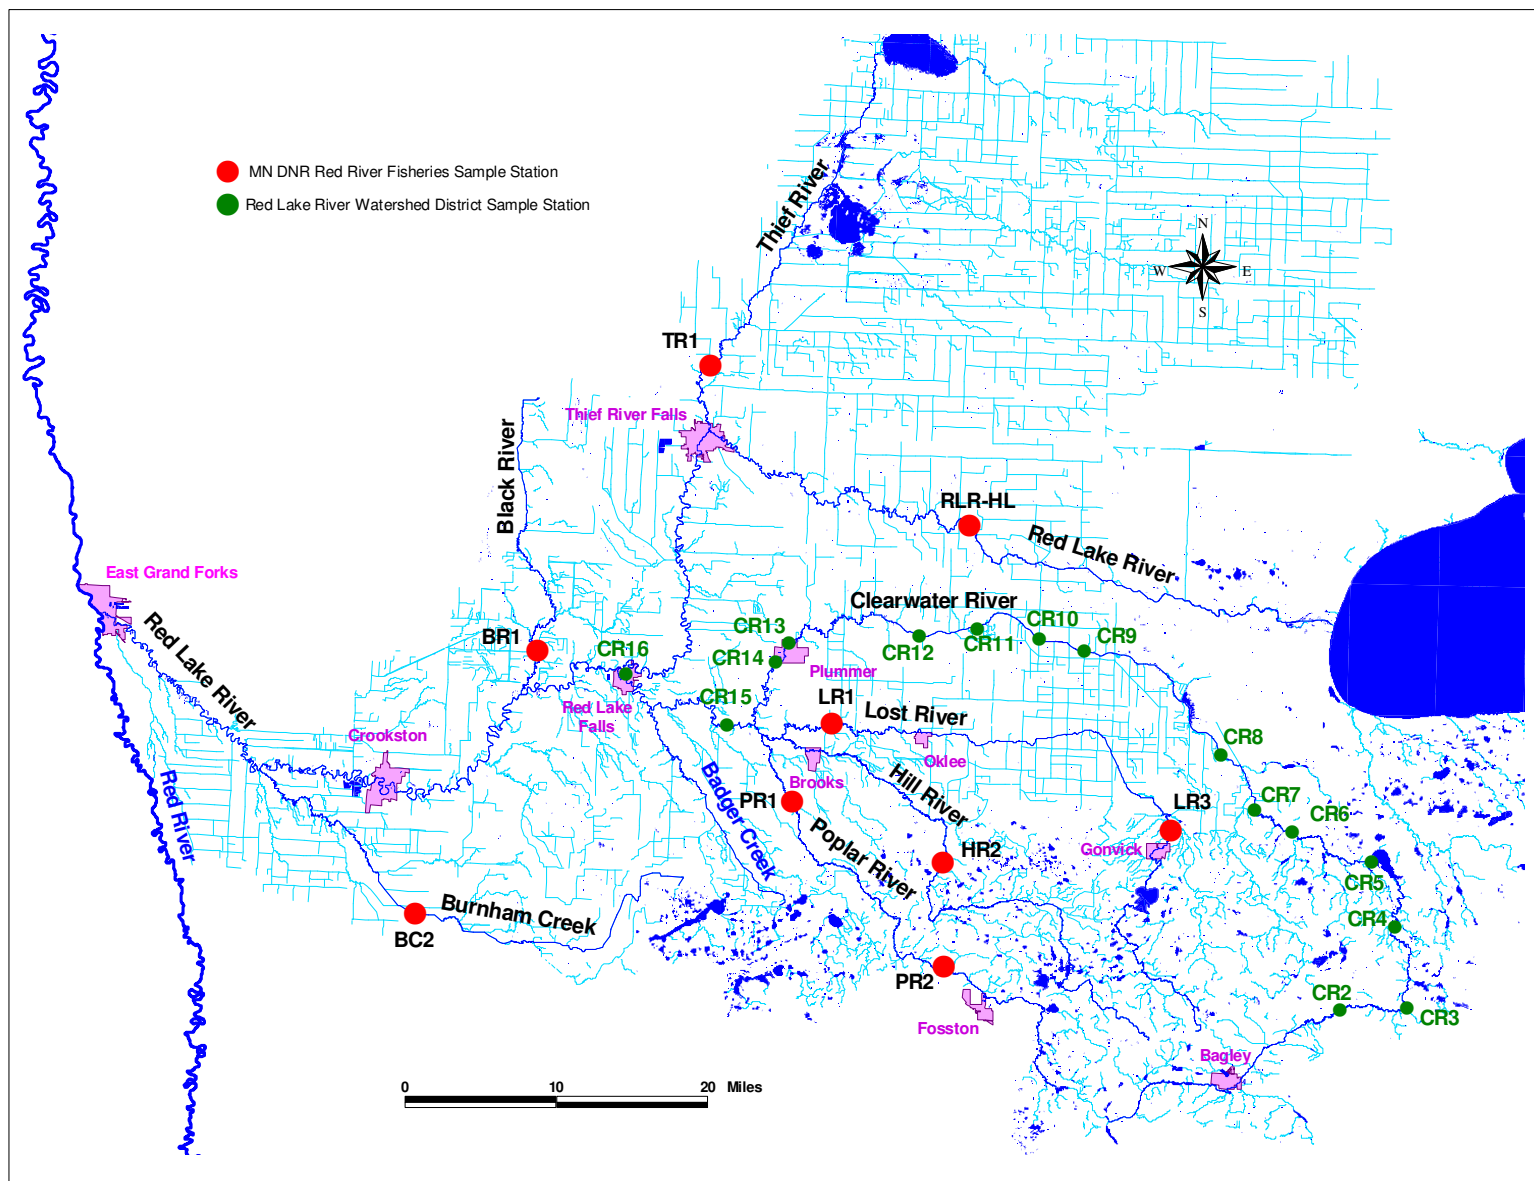 MN DNR Red River Fisheries Sample Station
Red Lake River Watershed District Sample Station
Thief River
N
W
E
S
TR1
Thief River Falls
Black River
RLR-HL
Red Lake River
East Grand Forks
Red Lake River
Clearwater River
CR13
CR10
CR9
CR12
CR11
BR1
CR16
CR14
Plummer
CR15
LR1
Lost River
Red Lake
Falls
Crookston
Oklee
CR8
Red River
Badger Creek
Brooks
Hill River
PR1
LR3
CR7
CR6
Poplar River
HR2
Gonvick
CR5
Burnham Creek
BC2
CR4
PR2
CR2
CR3
Fosston
Bagley
0
10
20
Miles